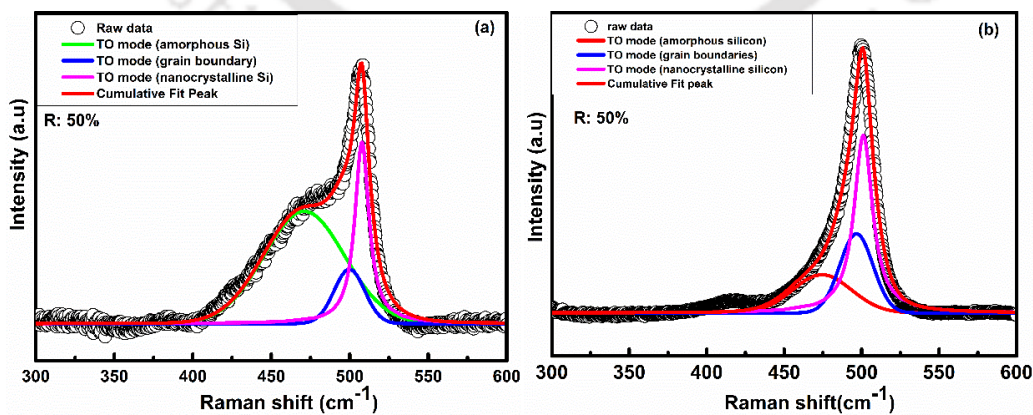 (a)
Raw data
TO mode (amorphous Si)
TO mode (grain boundary)
TO mode (nanocrystalline Si)
Cumulative Fit Peak
R: 50%
Intensity (a.u)
300 350 400 450 500 550 600
Raman shift (cm-1)
(b)
raw data
TO mode (amorphous silicon)
TO mode (grain boundaries)
TO mode (nanocrystalline silicon)
Cumulative Fit peak
R: 50%
Intensity (a.u)
300 350 400 450 500 550 600
Raman shift(cm-1)